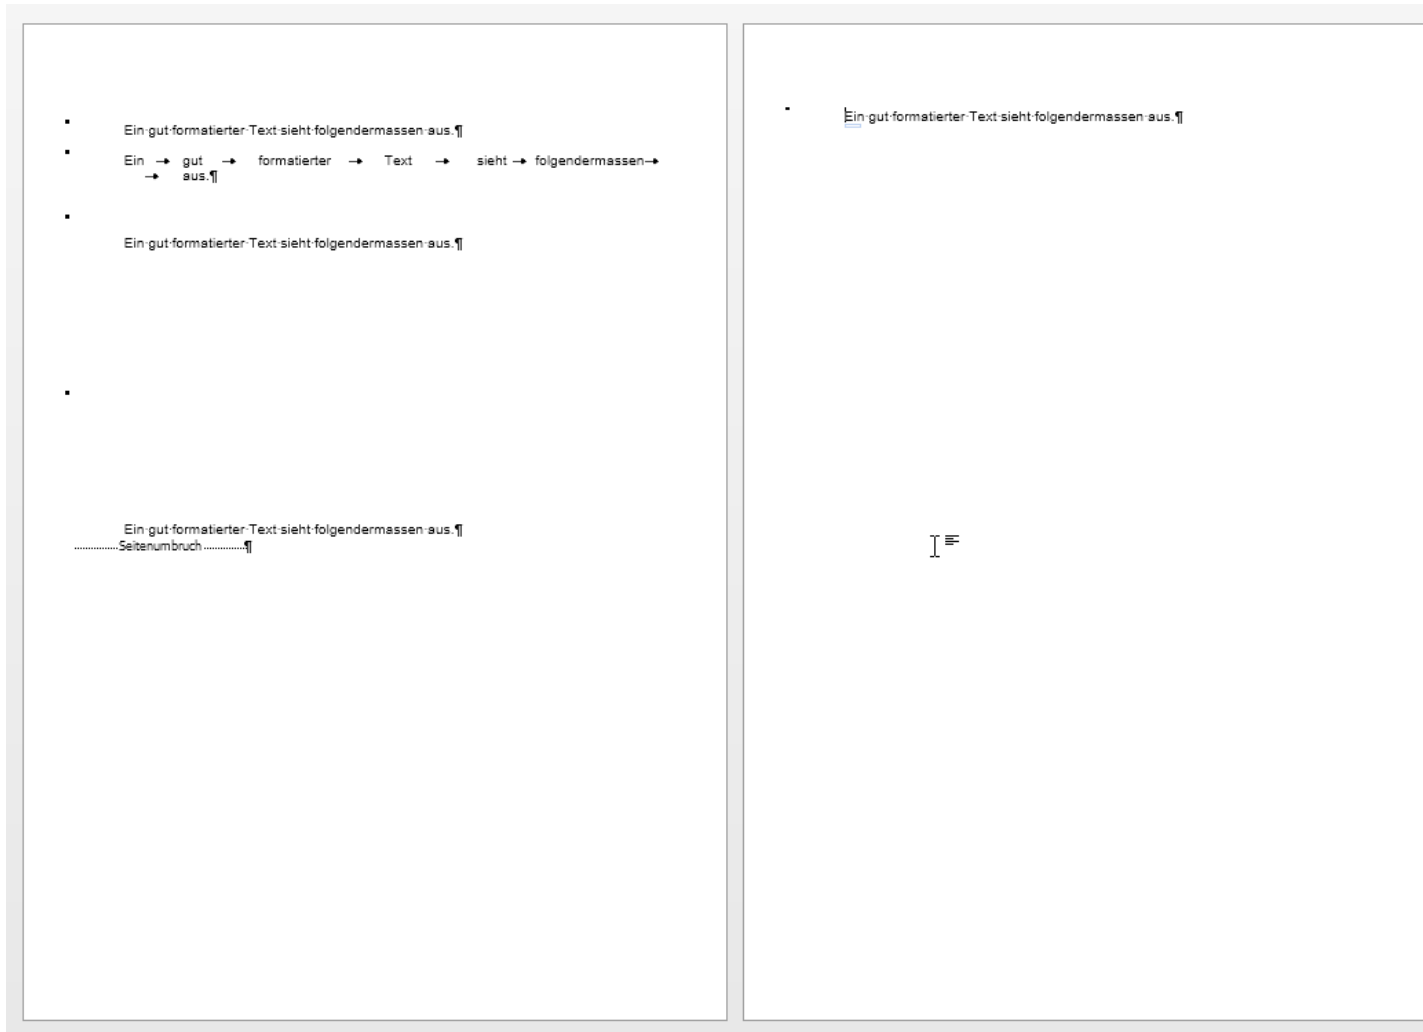 Ein gut formatierter Text sieht folgendermassen aus.¶
Ein → gut → formatierter → Text → sieht → folgendermassen→
→ aus.¶
Ein gut formatierter Text sieht folgendermassen aus.¶
Ein gut formatierter Text sieht folgendermassen aus.¶
Seitenumbruch ¶
Ein gut formatierter Text sieht folgendermassen aus.¶